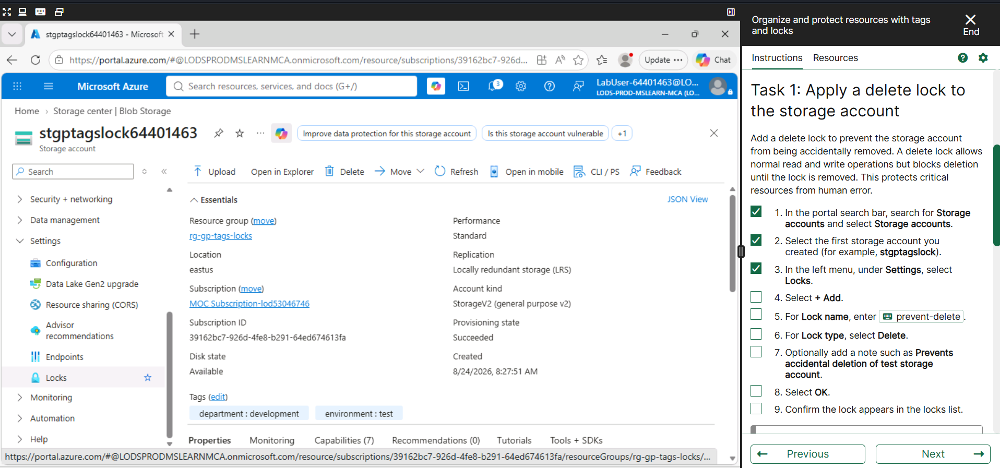 stgptagslock64401463 - Microsoft
https://portal.azure.com/#@LODSPRODMSLEARNMCA.onmicrosoft.com/resource/subscriptions/39162bc7-926d...
Update
Chat
Microsoft Azure
Search resources, services, and docs (G+/)
3
LabUser-64401463@LO...
LODS-PROD-MSLEARN-MCA (LO...
Home > Storage center | Blob Storage
stgptagslock64401463
Storage account
Improve data protection for this storage account
Is this storage account vulnerable
+1
Search
Upload
Open in Explorer
Delete
Move
Refresh
Open in mobile
CLI / PS
Feedback
Security + networking
Data management
Settings
Configuration
Data Lake Gen2 upgrade
Resource sharing (CORS)
Advisor
recommendations
Endpoints
Locks
Monitoring
Automation
Help
Essentials
JSON View
Resource group (move)
rg-gp-tags-locks
Location
eastus
Subscription (move)
MOC Subscription-lod53046746
Subscription ID
39162bc7-926d-4fe8-b291-64ed674613fa
Disk state
Available
Performance
Standard
Replication
Locally redundant storage (LRS)
Account kind
StorageV2 (general purpose v2)
Provisioning state
Succeeded
Created
8/24/2026, 8:27:51 AM
Tags (edit)
department : development
environment : test
Properties
Monitoring
Capabilities (7)
Recommendations (0)
Tutorials
Tools + SDKs
https://portal.azure.com/#@LODSPRODMSLEARNMCA.onmicrosoft.com/resource/subscriptions/39162bc7-926d-4fe8-b291-64ed674613fa/resourceGroups/rg-gp-tags-locks/...
Organize and protect resources with tags
and locks
End
Instructions
Resources
Task 1: Apply a delete lock to
the storage account
Add a delete lock to prevent the storage account
from being accidentally removed. A delete lock allows
normal read and write operations but blocks deletion
until the lock is removed. This protects critical
resources from human error.
1. In the portal search bar, search for Storage
accounts and select Storage accounts.
2. Select the first storage account you
created (for example, stgptagslock).
3. In the left menu, under Settings, select
Locks.
4. Select + Add.
5. For Lock name, enter prevent-delete.
6. For Lock type, select Delete.
7. Optionally add a note such as Prevents
accidental deletion of test storage
account.
8. Select OK.
9. Confirm the lock appears in the locks list.
Previous
Next